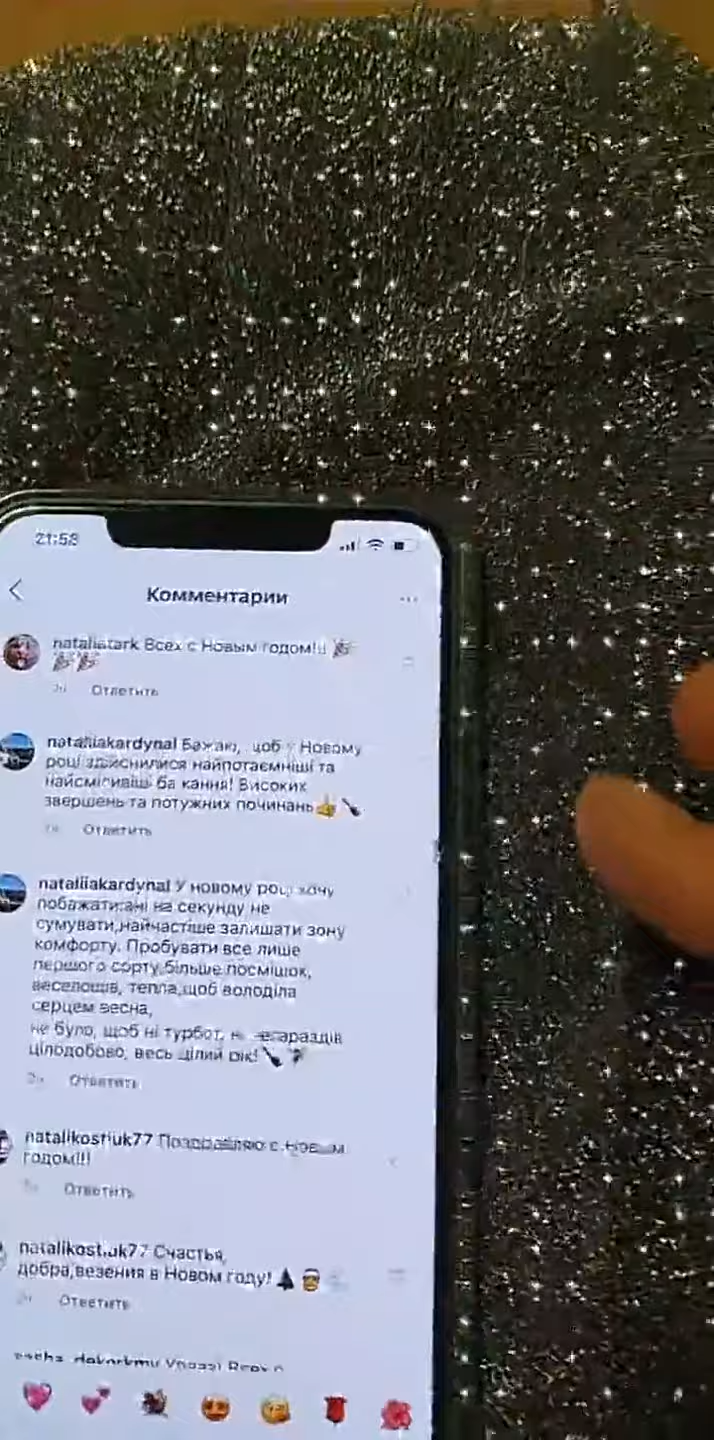 21:58
Комментарии
nataliatark Всех с Новым годом!!!
Ответить
nataliiakardynal Бажаю, щоб у Новому
році здійснилися найпотаємніші та
найсміливіші бажання! Високих
звершень та потужних починань
Ответить
nataliiakardynal У новому році хочу
побажати:ані на секунду не
сумувати,найчастіше залишати зону
комфорту. Пробувати все лише
першого сорту,більше посмішок,
веселощів, тепла,щоб володіла
серцем весна,
не було, щоб ні турбот, ні негараздів
цілодобово, весь цілий рік!
Ответить
natalikostiuk77 Поздравляю с Новым
годом!!!
Ответить
natalikostiuk77 Счастья,
добра,везения в Новом году!
Ответить